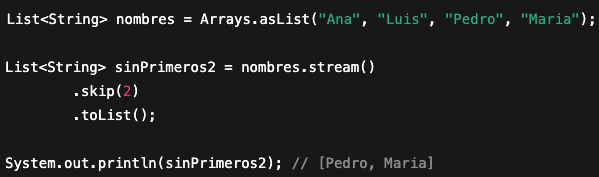 List<String> nombres = Arrays.asList("Ana", "Luis", "Pedro", "Maria");
List<String> sinPrimeros2 = nombres.stream()
.skip(2)
.toList();
System.out.println(sinPrimeros2); // [Pedro, Maria]